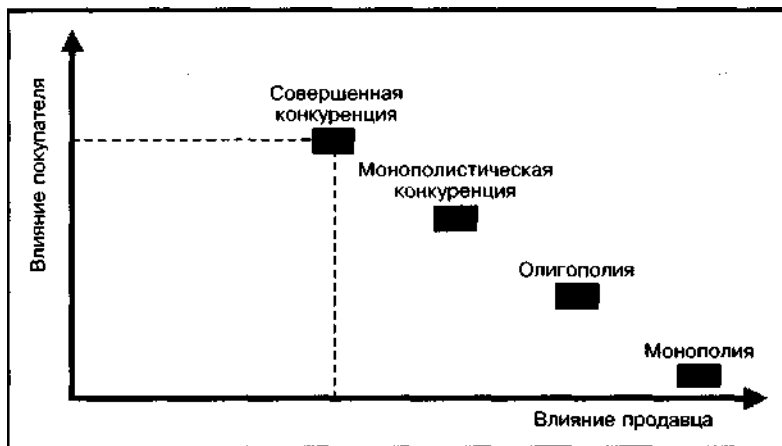 Совершенная
конкуренция
Монополистическая
конкуренция
Олигополия
Монополия
Влияние покупателя
Влияние продавца